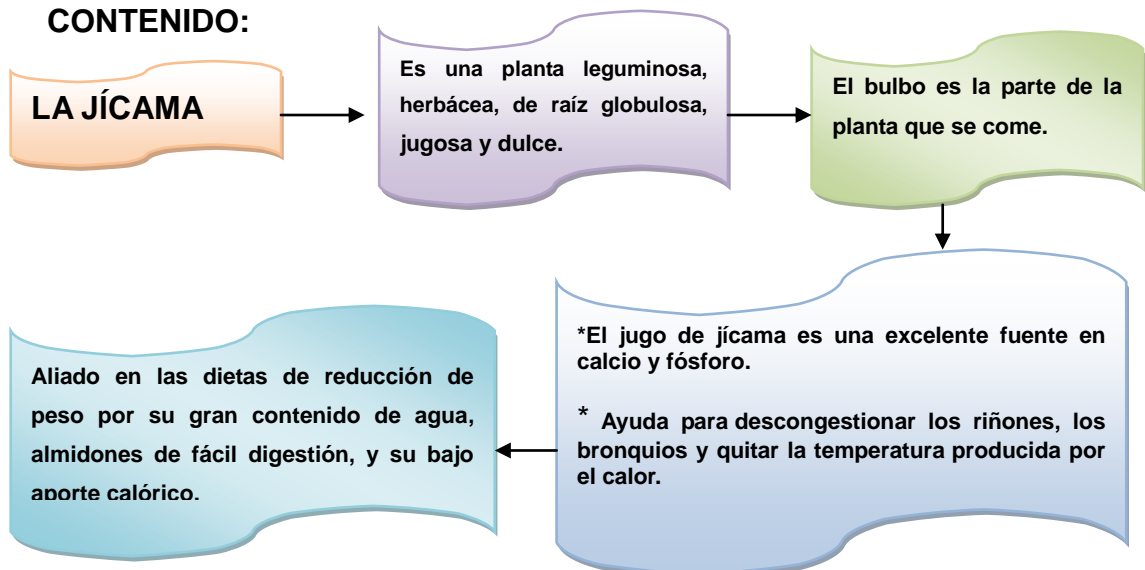 CONTENIDO:
LA JÍCAMA
Es una planta leguminosa,
herbácea, de raíz globulosa,
jugosa y dulce.
El bulbo es la parte de la
planta que se come.
*El jugo de jícama es una excelente fuente en
calcio y fósforo.
* Ayuda para descongestionar los riñones, los
bronquios y quitar la temperatura producida por
el calor.
Aliado en las dietas de reducción de
peso por su gran contenido de agua,
almidones de fácil digestión, y su bajo
aporte calórico.